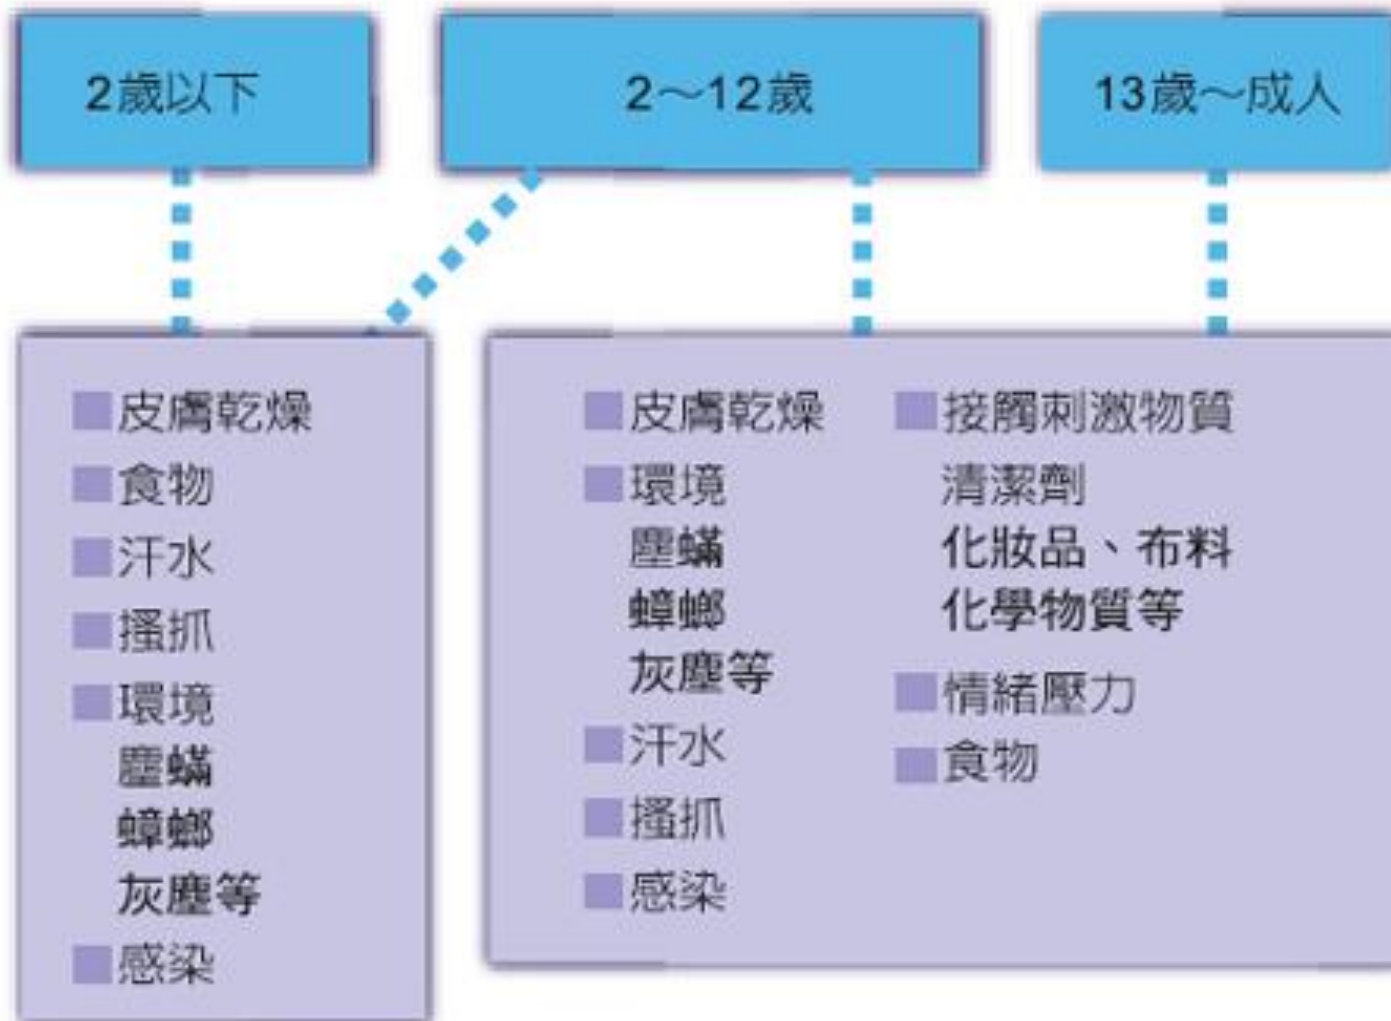 2歲以下
2～12歲
13歲～成人
皮膚乾燥
食物
汗水
搔抓
環境
塵蟎
蟑螂
灰塵等
感染
皮膚乾燥
環境
塵蟎
蟑螂
灰塵等
汗水
搔抓
感染
接觸刺激物質
清潔劑
化妝品、布料
化學物質等
情緒壓力
食物